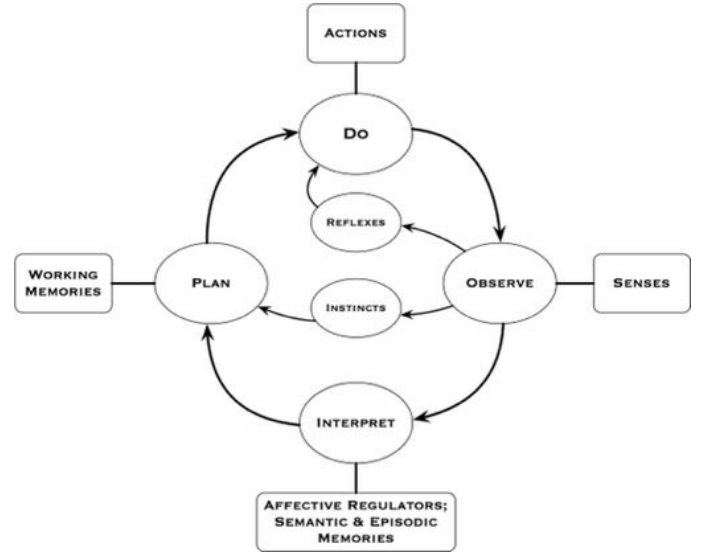 ACTIONS
DO
REFLEXES
WORKING
MEMORIES
PLAN
OBSERVE
SENSES
INSTINCTS
INTERPRET
AFFECTIVE REGULATORS;
SEMANTIC & EPISODIC
MEMORIES